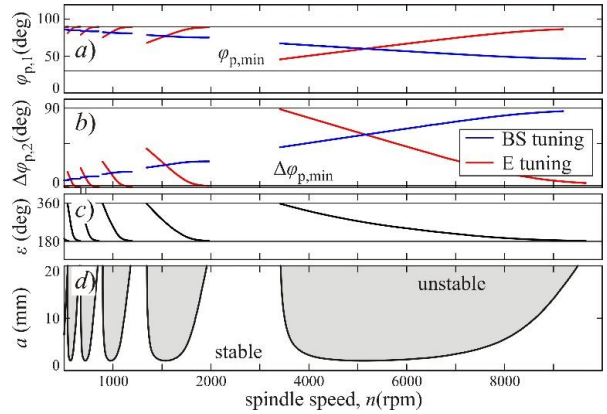 100
φp,1(deg)
50
0
a)
φp,min
90
Δφp,2(deg)
0
b)
Δφp,min
BS tuning
E tuning
360
ε (deg)
180
c)
20
a (mm)
10
0
d)
stable
unstable
1000 2000 4000 6000 8000
spindle speed, n(rpm)